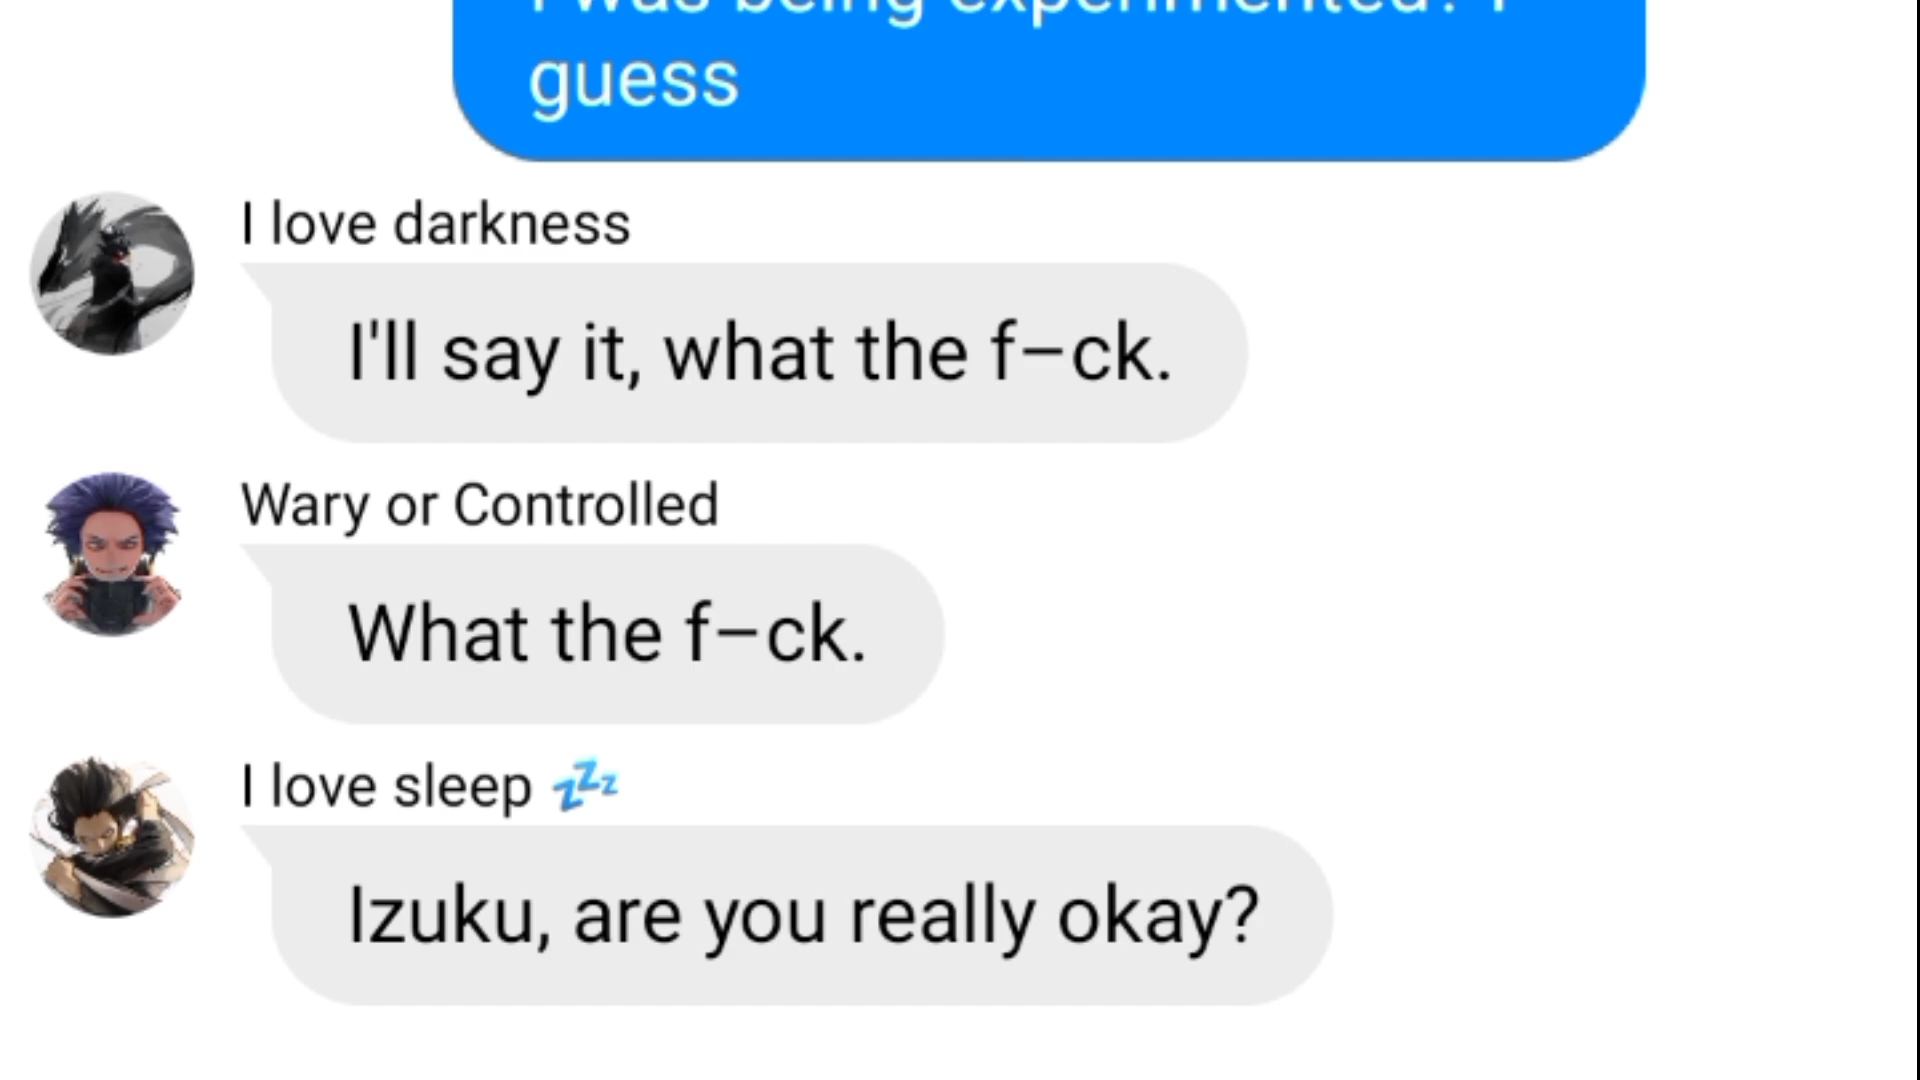 I was being experimented? I
guess
I love darkness
I'll say it, what the f–ck.
Wary or Controlled
What the f–ck.
I love sleep 💤
Izuku, are you really okay?